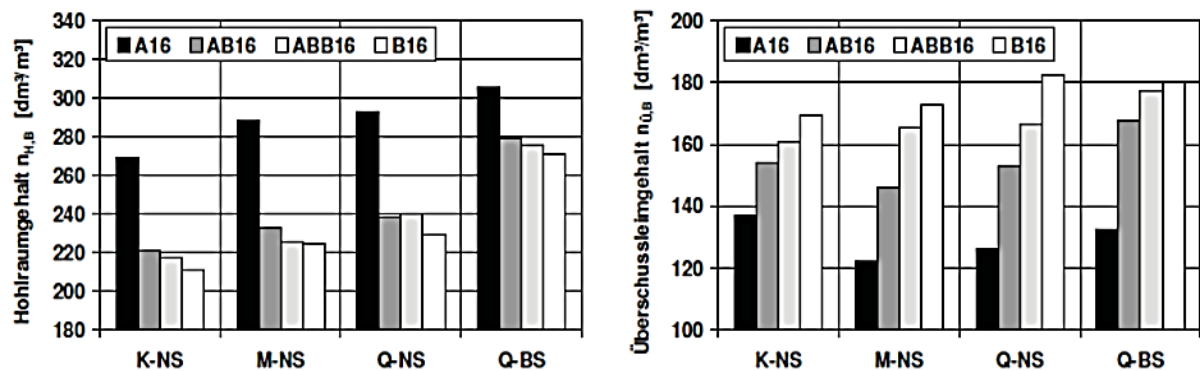 Hohlraumgehalt n_H,B [dm³/m³]
340
320
300
280
260
240
220
200
180
A16 AB16 ABB16 B16
K-NS M-NS Q-NS Q-BS
Überschussleimgehalt n_Ü,B [dm³/m³]
200
180
160
140
120
100
A16 AB16 ABB16 B16
K-NS M-NS Q-NS Q-BS